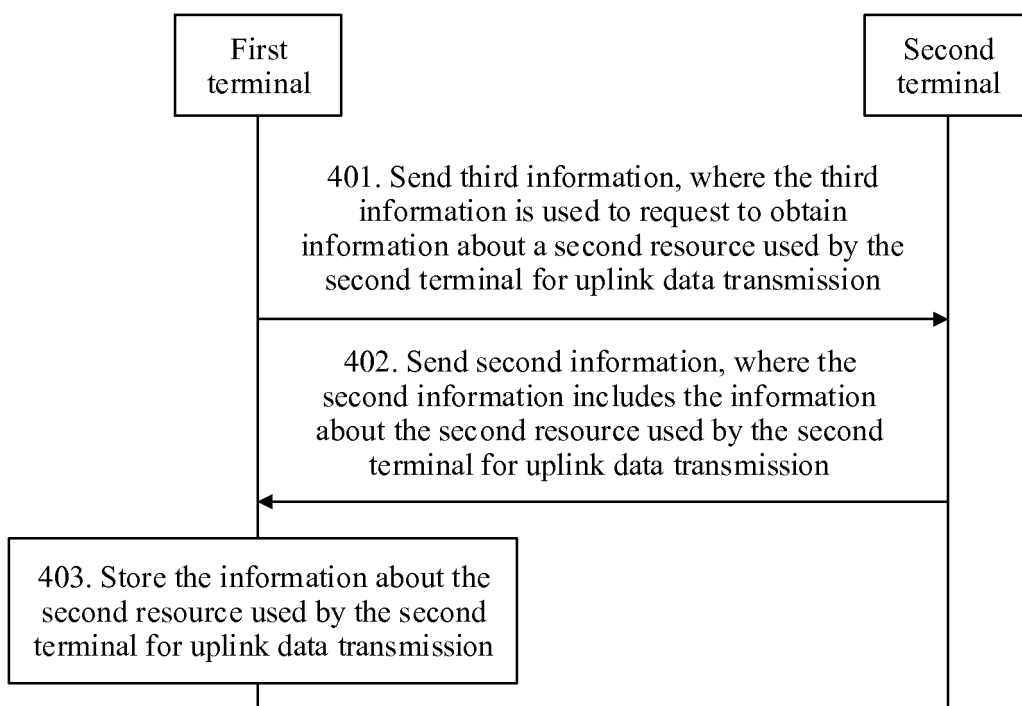 First
terminal
Second
terminal
401. Send third information, where the third
information is used to request to obtain
information about a second resource used by the
second terminal for uplink data transmission
402. Send second information, where the
second information includes the information
about the second resource used by the second
terminal for uplink data transmission
403. Store the information about the
second resource used by the second
terminal for uplink data transmission